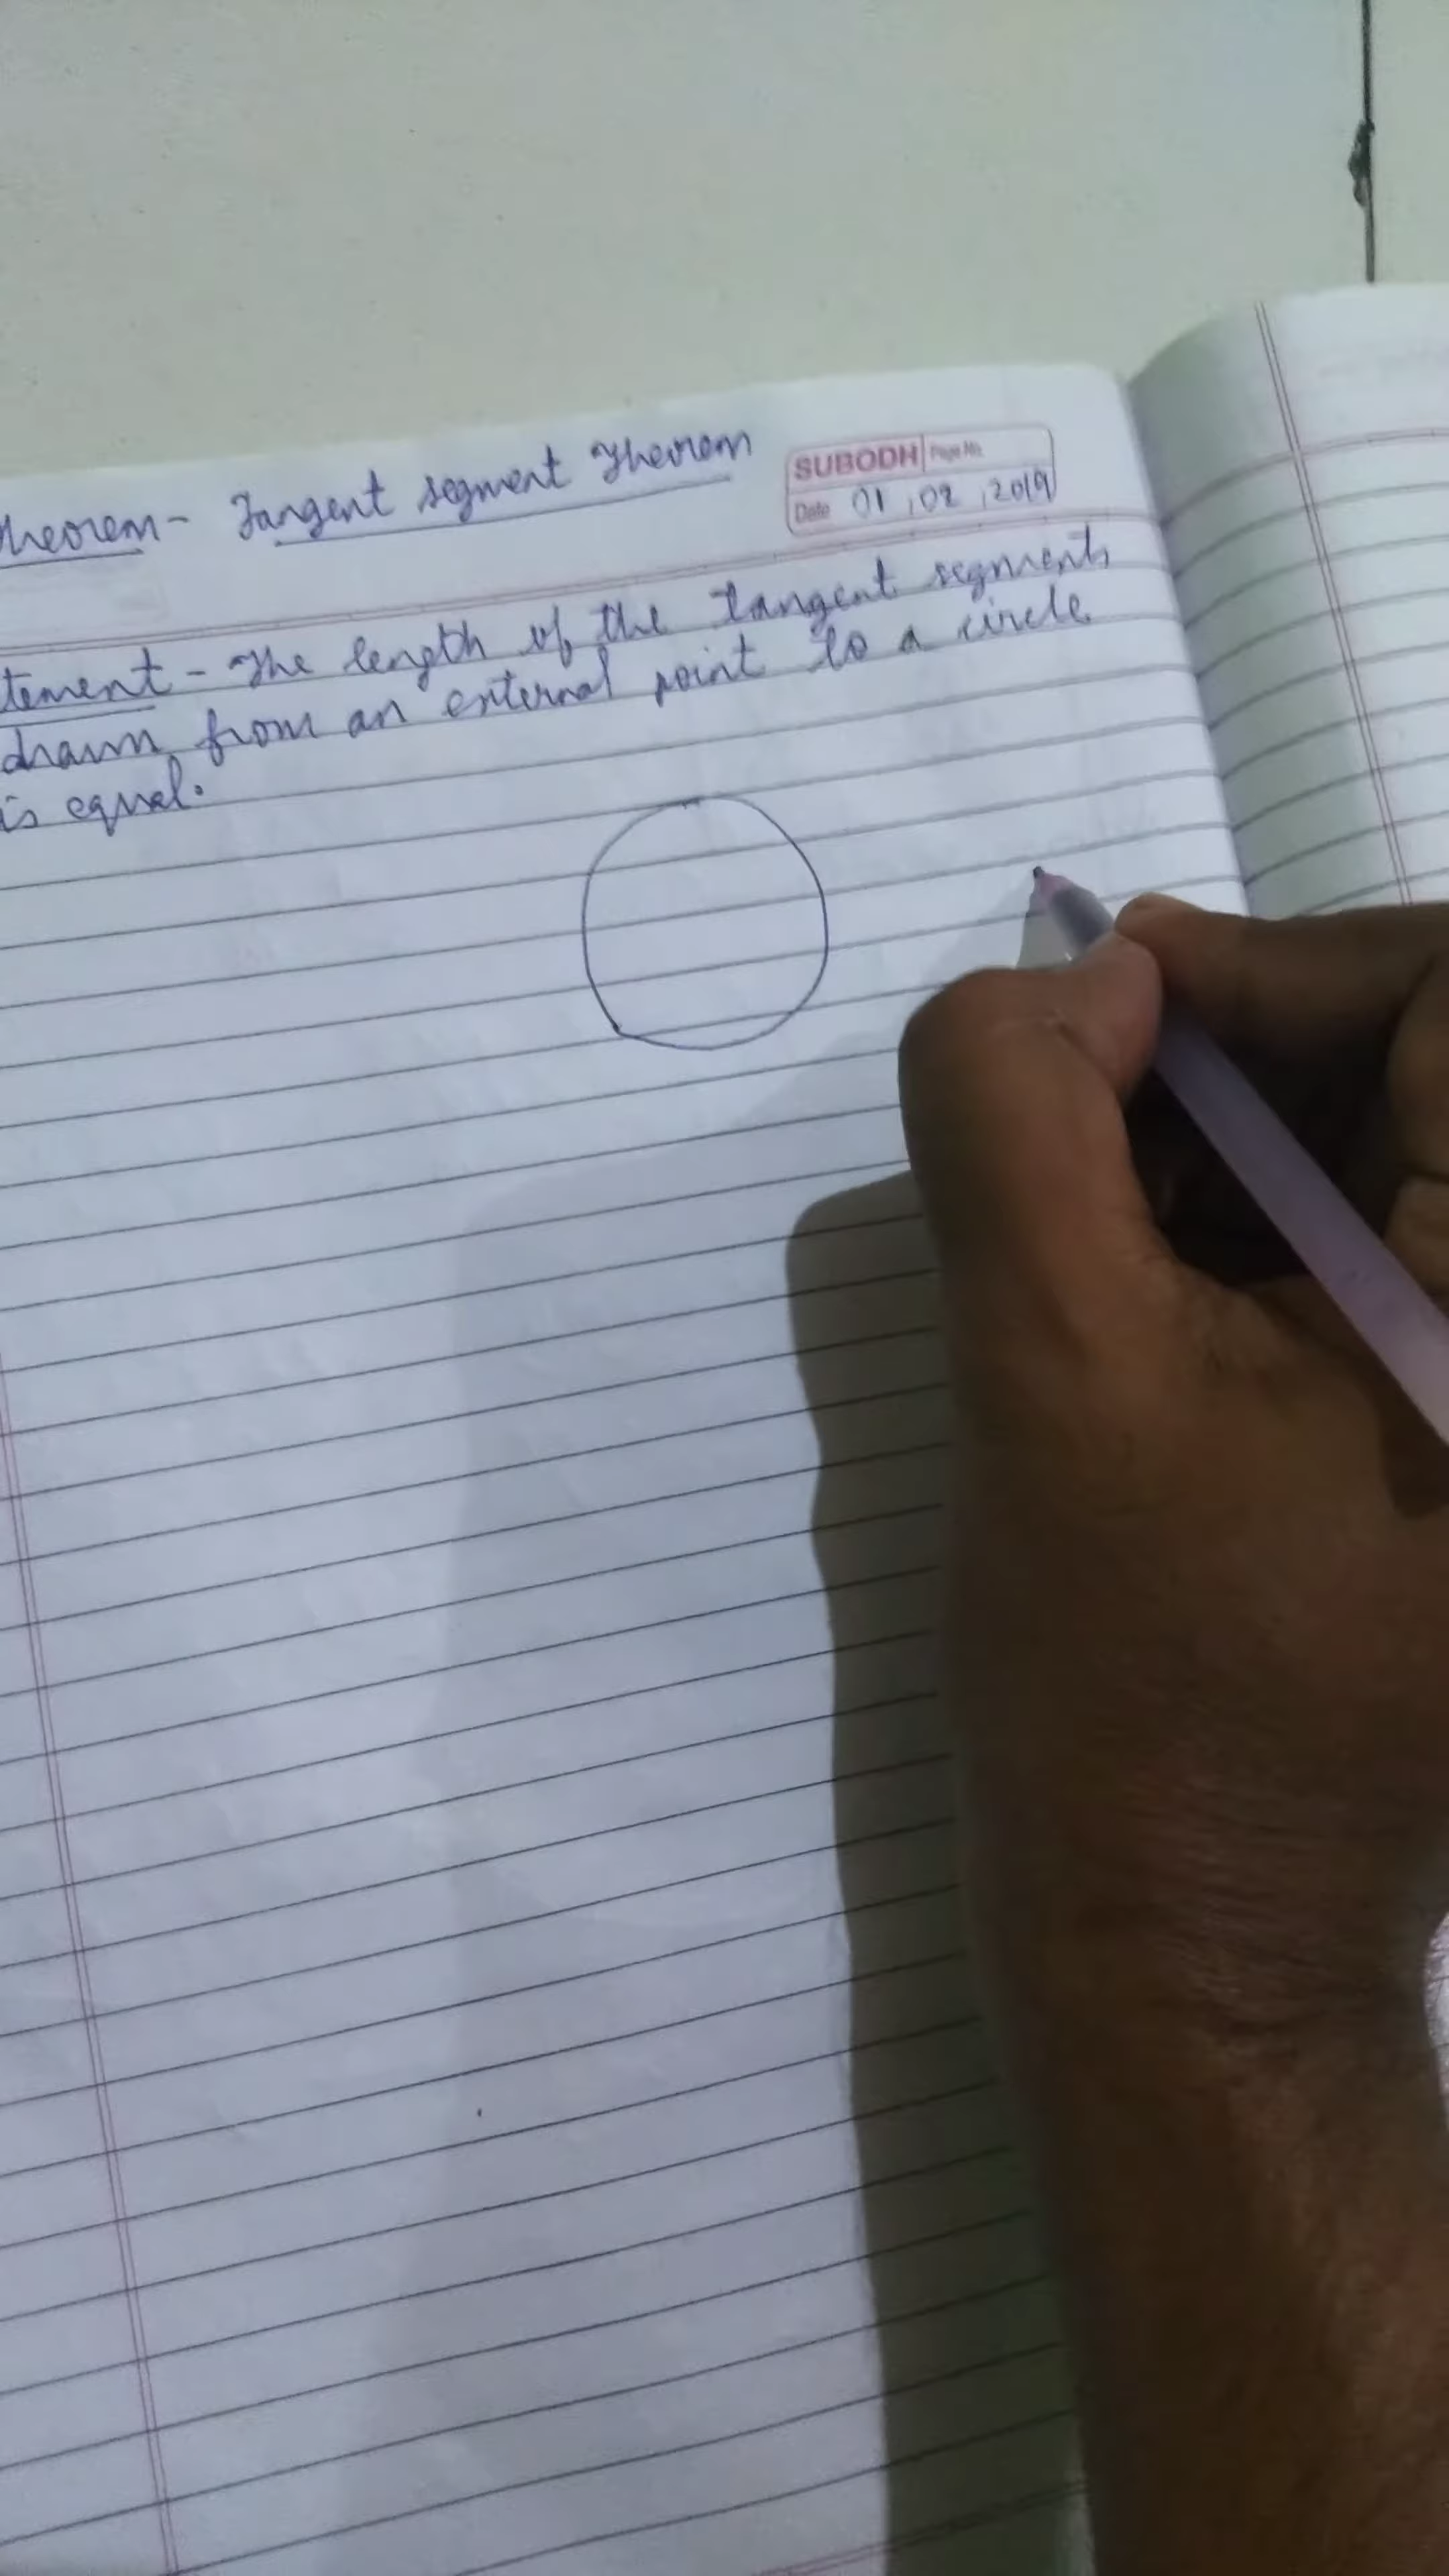 heorem - Tangent segment Theorem
SUBODH Page No.
Date 01, 02, 2019
tement - The length of the tangent segments
drawn from an external point to a circle
is equal.